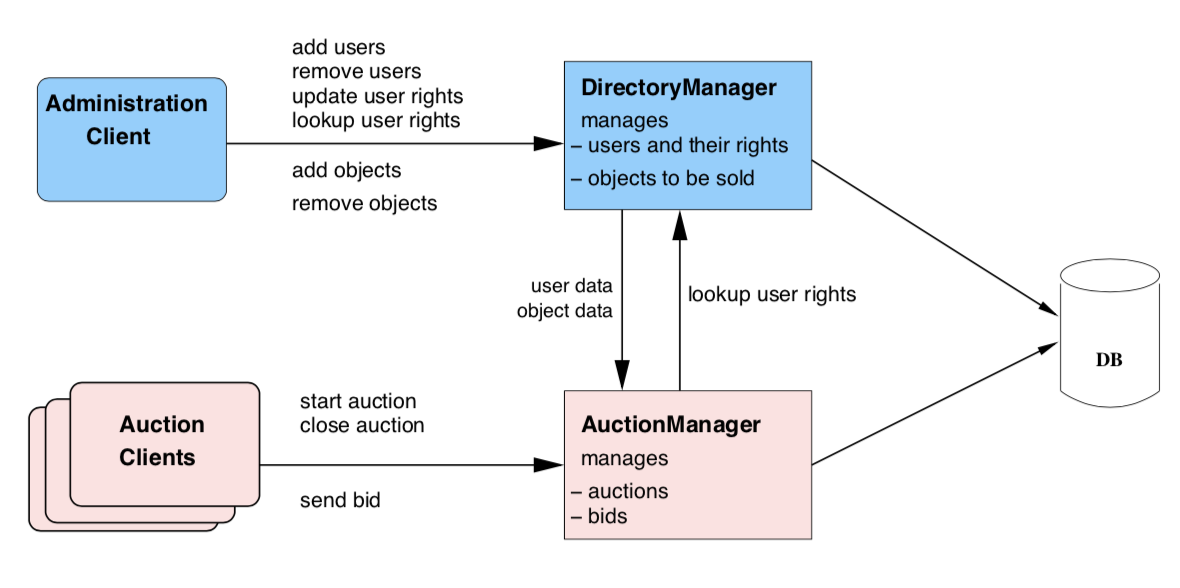 add users
remove users
update user rights
lookup user rights
Administration
Client
add objects
remove objects
DirectoryManager
manages
– users and their rights
– objects to be sold
user data
object data
lookup user rights
DB
Auction
Clients
start auction
close auction
send bid
AuctionManager
manages
– auctions
– bids